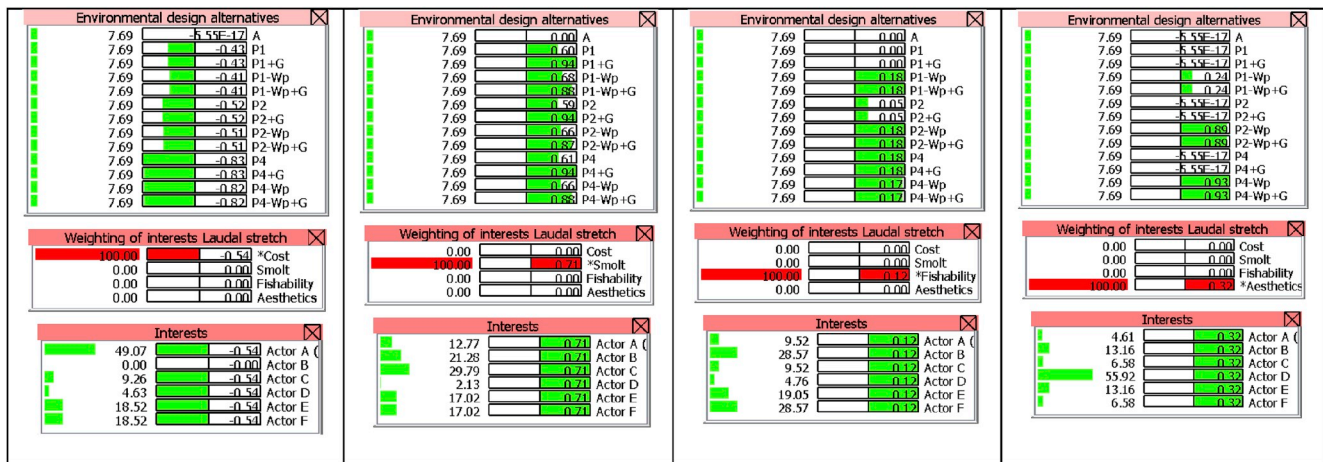 Environmental design alternatives
7.69 -5.55E-17 A
7.69 -0.43 P1
7.69 -0.43 P1+G
7.69 -0.41 P1-Wp
7.69 -0.41 P1-Wp+G
7.69 -0.52 P2
7.69 -0.52 P2+G
7.69 -0.51 P2-Wp
7.69 -0.51 P2-Wp+G
7.69 -0.83 P4
7.69 -0.83 P4+G
7.69 -0.82 P4-Wp
7.69 -0.82 P4-Wp+G
Weighting of interests Laudal stretch
100.00 -0.54 *Cost
0.00 0.00 Smolt
0.00 0.00 Fishability
0.00 0.00 Aesthetics
Interests
49.07 -0.54 Actor A (
0.00 -0.00 Actor B
9.26 -0.54 Actor C
4.63 -0.54 Actor D
18.52 -0.54 Actor E
18.52 -0.54 Actor F
Environmental design alternatives
7.69 0.00 A
7.69 0.60 P1
7.69 0.94 P1+G
7.69 0.68 P1-Wp
7.69 0.88 P1-Wp+G
7.69 0.59 P2
7.69 0.94 P2+G
7.69 0.66 P2-Wp
7.69 0.87 P2-Wp+G
7.69 0.61 P4
7.69 0.94 P4+G
7.69 0.66 P4-Wp
7.69 0.88 P4-Wp+G
Weighting of interests Laudal stretch
0.00 0.00 Cost
100.00 0.71 *Smolt
0.00 0.00 Fishability
0.00 0.00 Aesthetics
Interests
12.77 0.71 Actor A (
21.28 0.71 Actor B
29.79 0.71 Actor C
2.13 0.71 Actor D
17.02 0.71 Actor E
17.02 0.71 Actor F
Environmental design alternatives
7.69 0.00 A
7.69 0.00 P1
7.69 0.00 P1+G
7.69 0.18 P1-Wp
7.69 0.18 P1-Wp+G
7.69 0.05 P2
7.69 0.05 P2+G
7.69 0.18 P2-Wp
7.69 0.18 P2-Wp+G
7.69 0.18 P4
7.69 0.18 P4+G
7.69 0.17 P4-Wp
7.69 0.17 P4-Wp+G
Weighting of interests Laudal stretch
0.00 0.00 Cost
0.00 0.00 Smolt
100.00 0.12 *Fishability
0.00 0.00 Aesthetics
Interests
9.52 0.12 Actor A (
28.57 0.12 Actor B
9.52 0.12 Actor C
4.76 0.12 Actor D
19.05 0.12 Actor E
28.57 0.12 Actor F
Environmental design alternatives
7.69 -5.55E-17 A
7.69 -5.55E-17 P1
7.69 -5.55E-17 P1+G
7.69 0.24 P1-Wp
7.69 0.24 P1-Wp+G
7.69 -5.55E-17 P2
7.69 -5.55E-17 P2+G
7.69 0.89 P2-Wp
7.69 0.89 P2-Wp+G
7.69 -5.55E-17 P4
7.69 -5.55E-17 P4+G
7.69 0.93 P4-Wp
7.69 0.93 P4-Wp+G
Weighting of interests Laudal stretch
0.00 0.00 Cost
0.00 0.00 Smolt
0.00 0.00 Fishability
100.00 0.32 *Aesthetics
Interests
4.61 0.32 Actor A (
13.16 0.32 Actor B
6.58 0.32 Actor C
55.92 0.32 Actor D
13.16 0.32 Actor E
6.58 0.32 Actor F